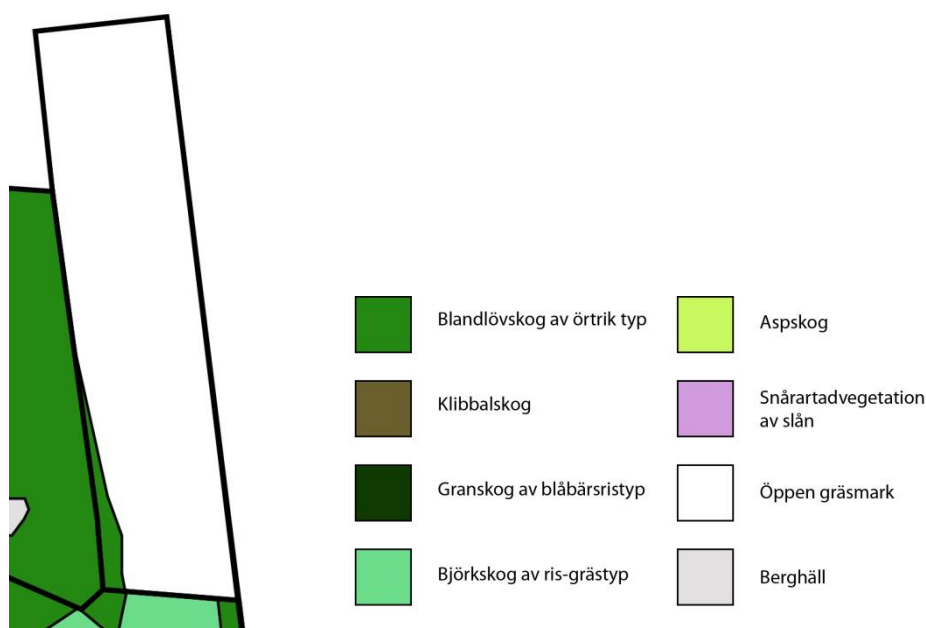 Blandlövskog av örtrik typ
Klibbalskog
Granskog av blåbärsristyp
Björkskog av ris-grästyp
Aspskog
Snårartadvegetation
av slån
Öppen gräsmark
Berghäll